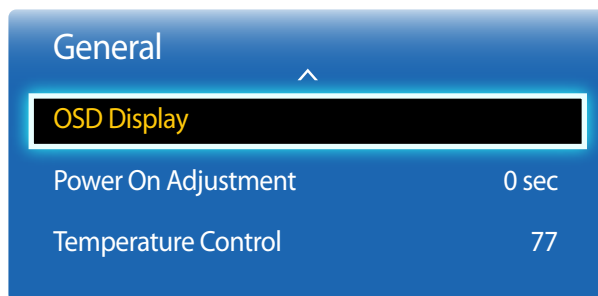 General
OSD Display
Power On Adjustment 0 sec
Temperature Control 77